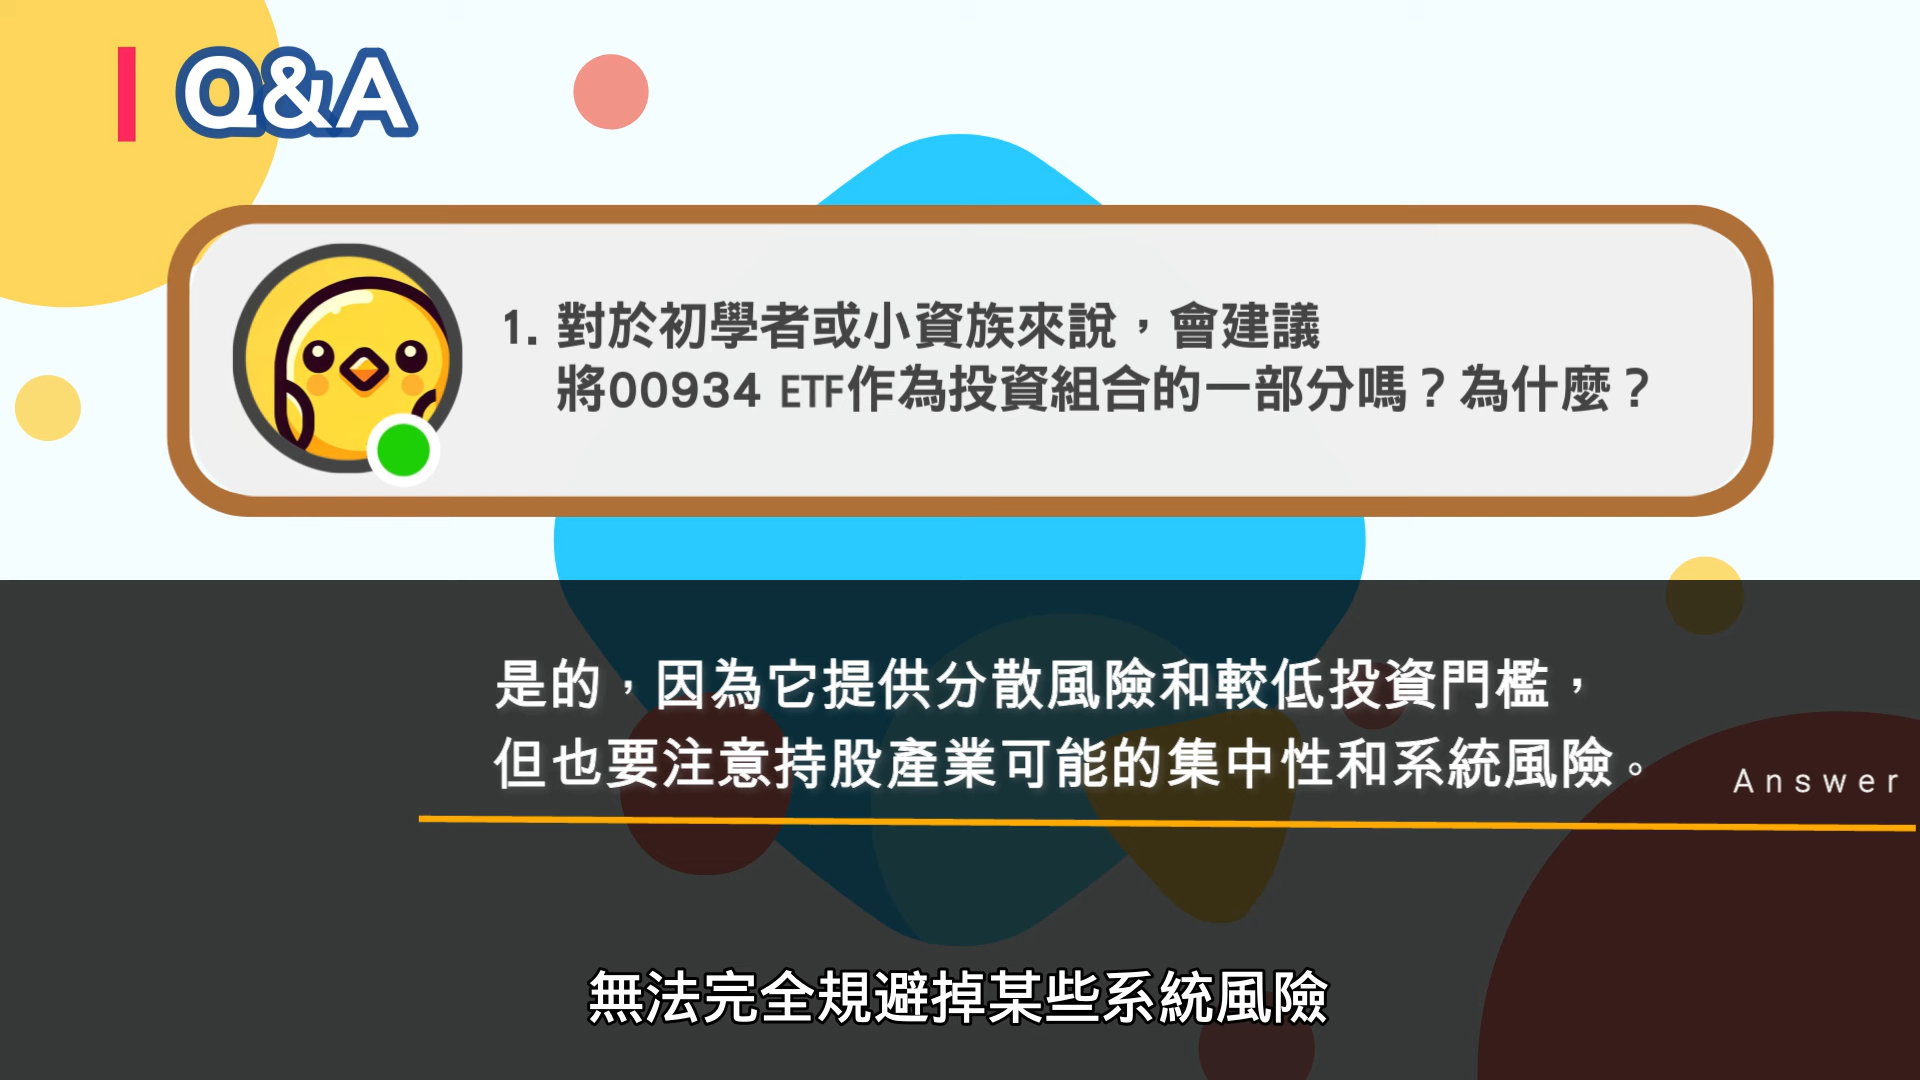 Q&A
1. 對於初學者或小資族來說，會建議
將00934 ETF作為投資組合的一部分嗎？為什麼？
是的，因為它提供分散風險和較低投資門檻，
但也要注意持股產業可能的集中性和系統風險。
Answer
無法完全規避掉某些系統風險